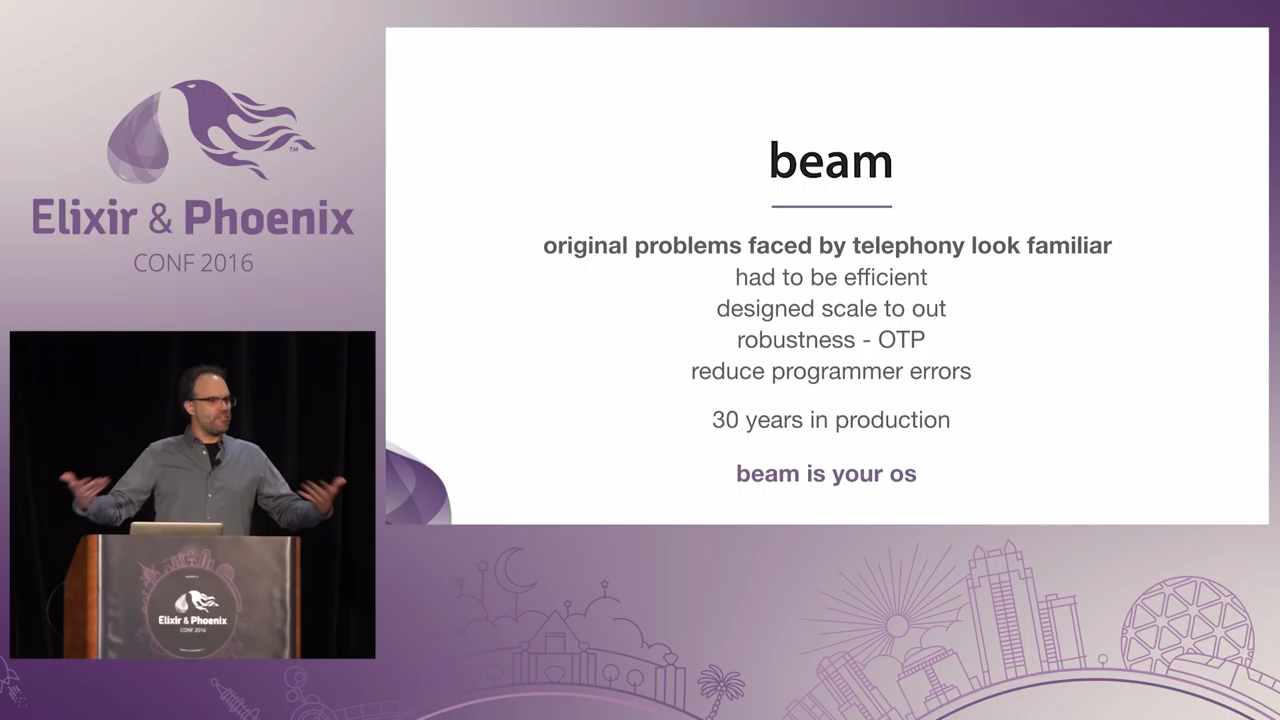 Elixir & Phoenix
TM
CONF 2016
beam
original problems faced by telephony look familiar
had to be efficient
designed scale to out
robustness - OTP
reduce programmer errors
30 years in production
beam is your os
Elixir & Phoenix
CONF 2016